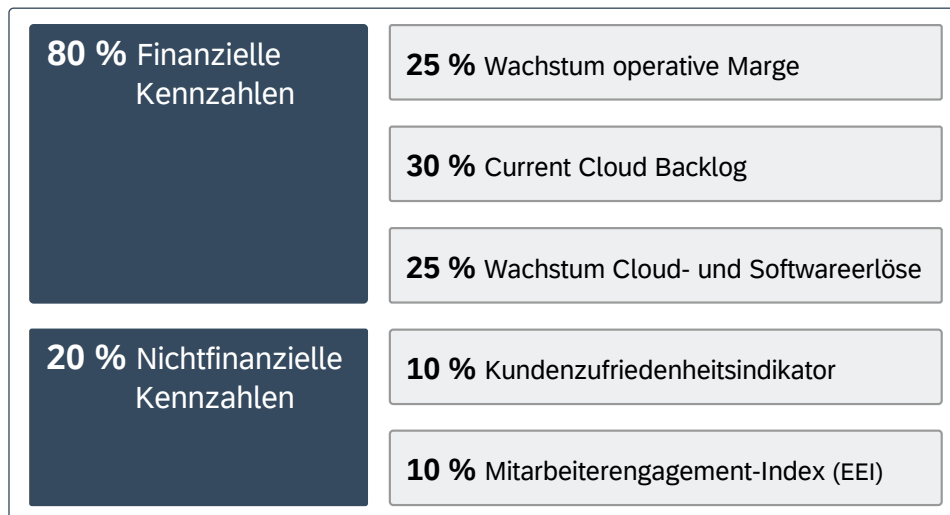 80 % Finanzielle
Kennzahlen
25 % Wachstum operative Marge
30 % Current Cloud Backlog
25 % Wachstum Cloud- und Softwareerlöse
20 % Nichtfinanzielle
Kennzahlen
10 % Kundenzufriedenheitsindikator
10 % Mitarbeiterengagement-Index (EEI)